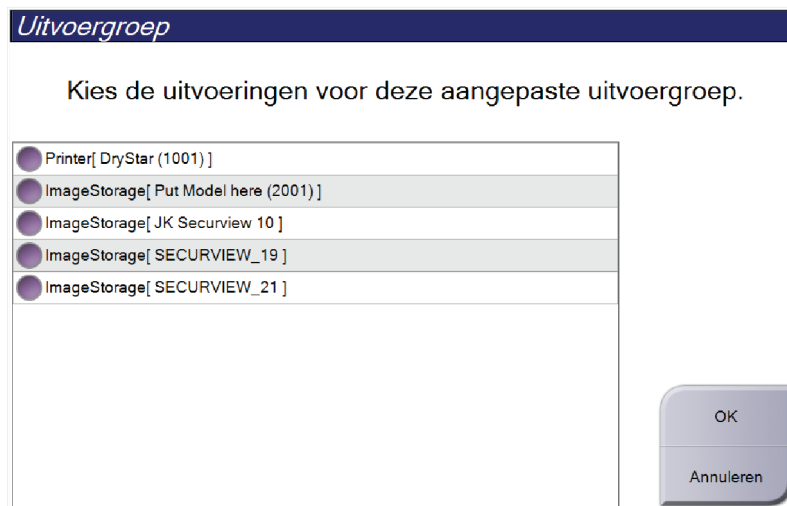 Uitvoergroep
Kies de uitvoeringen voor deze aangepaste uitvoergroep.
Printer[ DryStar (1001) ]
ImageStorage[ Put Model here (2001) ]
ImageStorage[ JK Securview 10 ]
ImageStorage[ SECURVIEW_19 ]
ImageStorage[ SECURVIEW_21 ]
OK
Annuleren